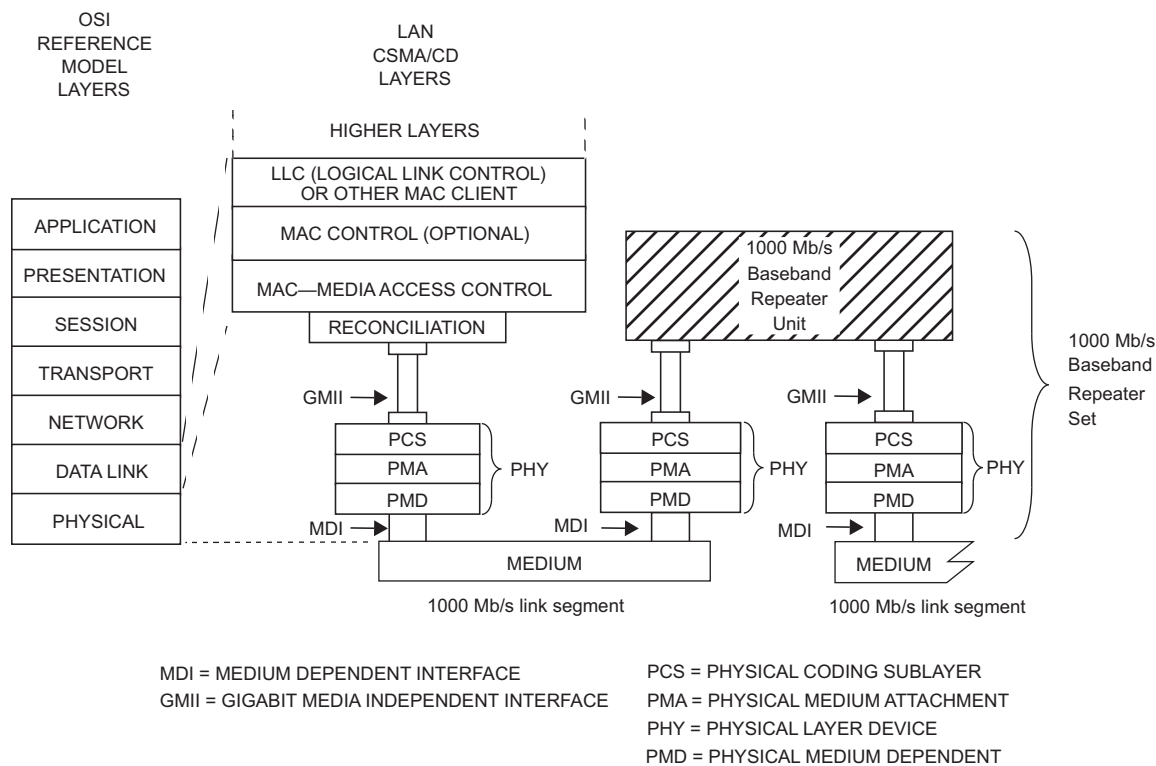 OSI
REFERENCE
MODEL
LAYERS
LAN
CSMA/CD
LAYERS
HIGHER LAYERS
LLC (LOGICAL LINK CONTROL)
OR OTHER MAC CLIENT
MAC CONTROL (OPTIONAL)
MAC—MEDIA ACCESS CONTROL
RECONCILIATION
APPLICATION
PRESENTATION
SESSION
TRANSPORT
NETWORK
DATA LINK
PHYSICAL
1000 Mb/s
Baseband
Repeater
Unit
1000 Mb/s
Baseband
Repeater
Set
GMII
PCS
PMA
PMD
PHY
MDI
GMII
PCS
PMA
PMD
PHY
MDI
GMII
PCS
PMA
PMD
PHY
MDI
MEDIUM
MEDIUM
1000 Mb/s link segment
1000 Mb/s link segment
MDI = MEDIUM DEPENDENT INTERFACE
GMII = GIGABIT MEDIA INDEPENDENT INTERFACE
PCS = PHYSICAL CODING SUBLAYER
PMA = PHYSICAL MEDIUM ATTACHMENT
PHY = PHYSICAL LAYER DEVICE
PMD = PHYSICAL MEDIUM DEPENDENT